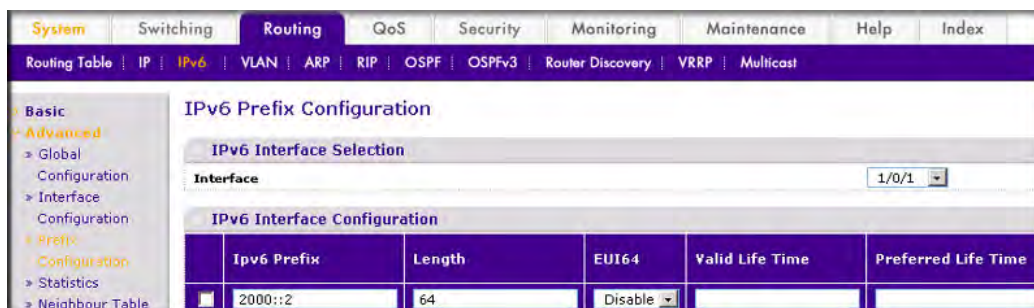 System Switching Routing QoS Security Monitoring Maintenance Help Index
Routing Table IP IPv6 VLAN ARP RIP OSPF OSPFv3 Router Discovery VRRP Multicast
Basic
Advanced
» Global
Configuration
» Interface
Configuration
» Prefix
Configuration
» Statistics
» Neighbour Table
IPv6 Prefix Configuration
IPv6 Interface Selection
Interface 1/0/1
IPv6 Interface Configuration
Ipv6 Prefix Length EUI64 Valid Life Time Preferred Life Time
2000::2 64 Disable